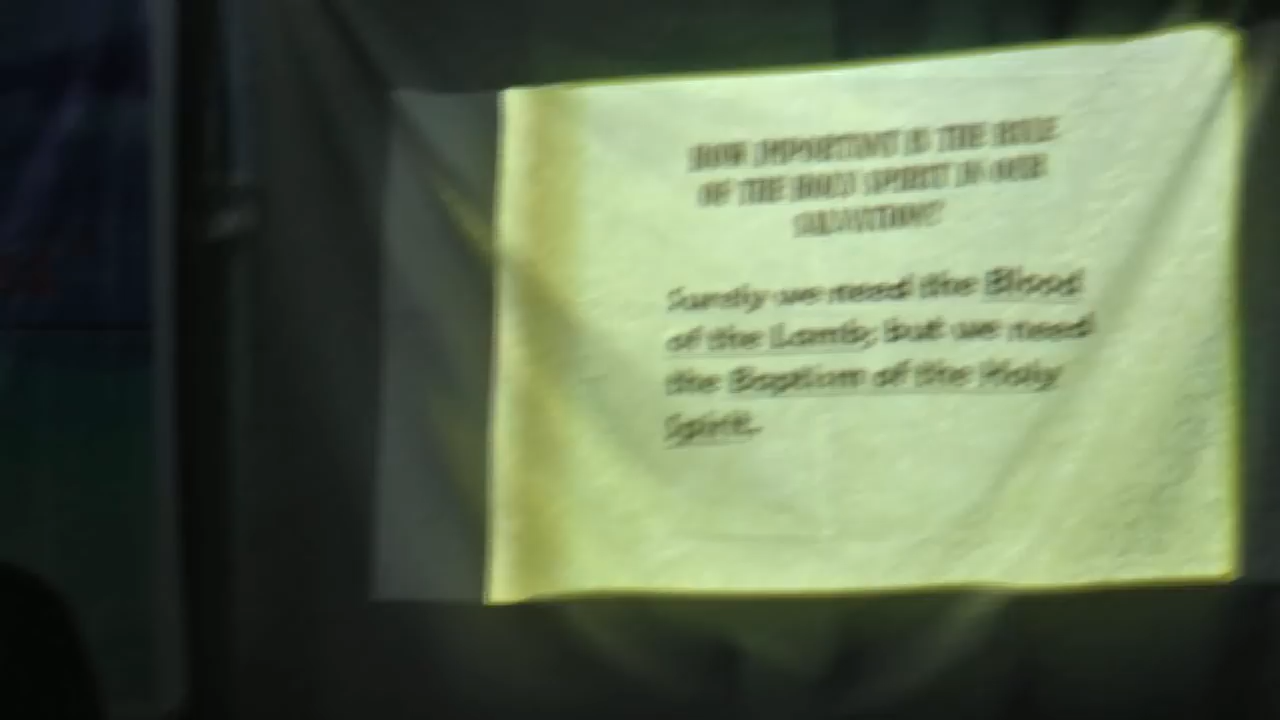 HOW IMPORTANT IS THE ROLE
OF THE HOLY SPIRIT IN OUR
SALVATION?
Surely we need the Blood
of the Lamb; but we need
the Baptism of the Holy
Spirit.